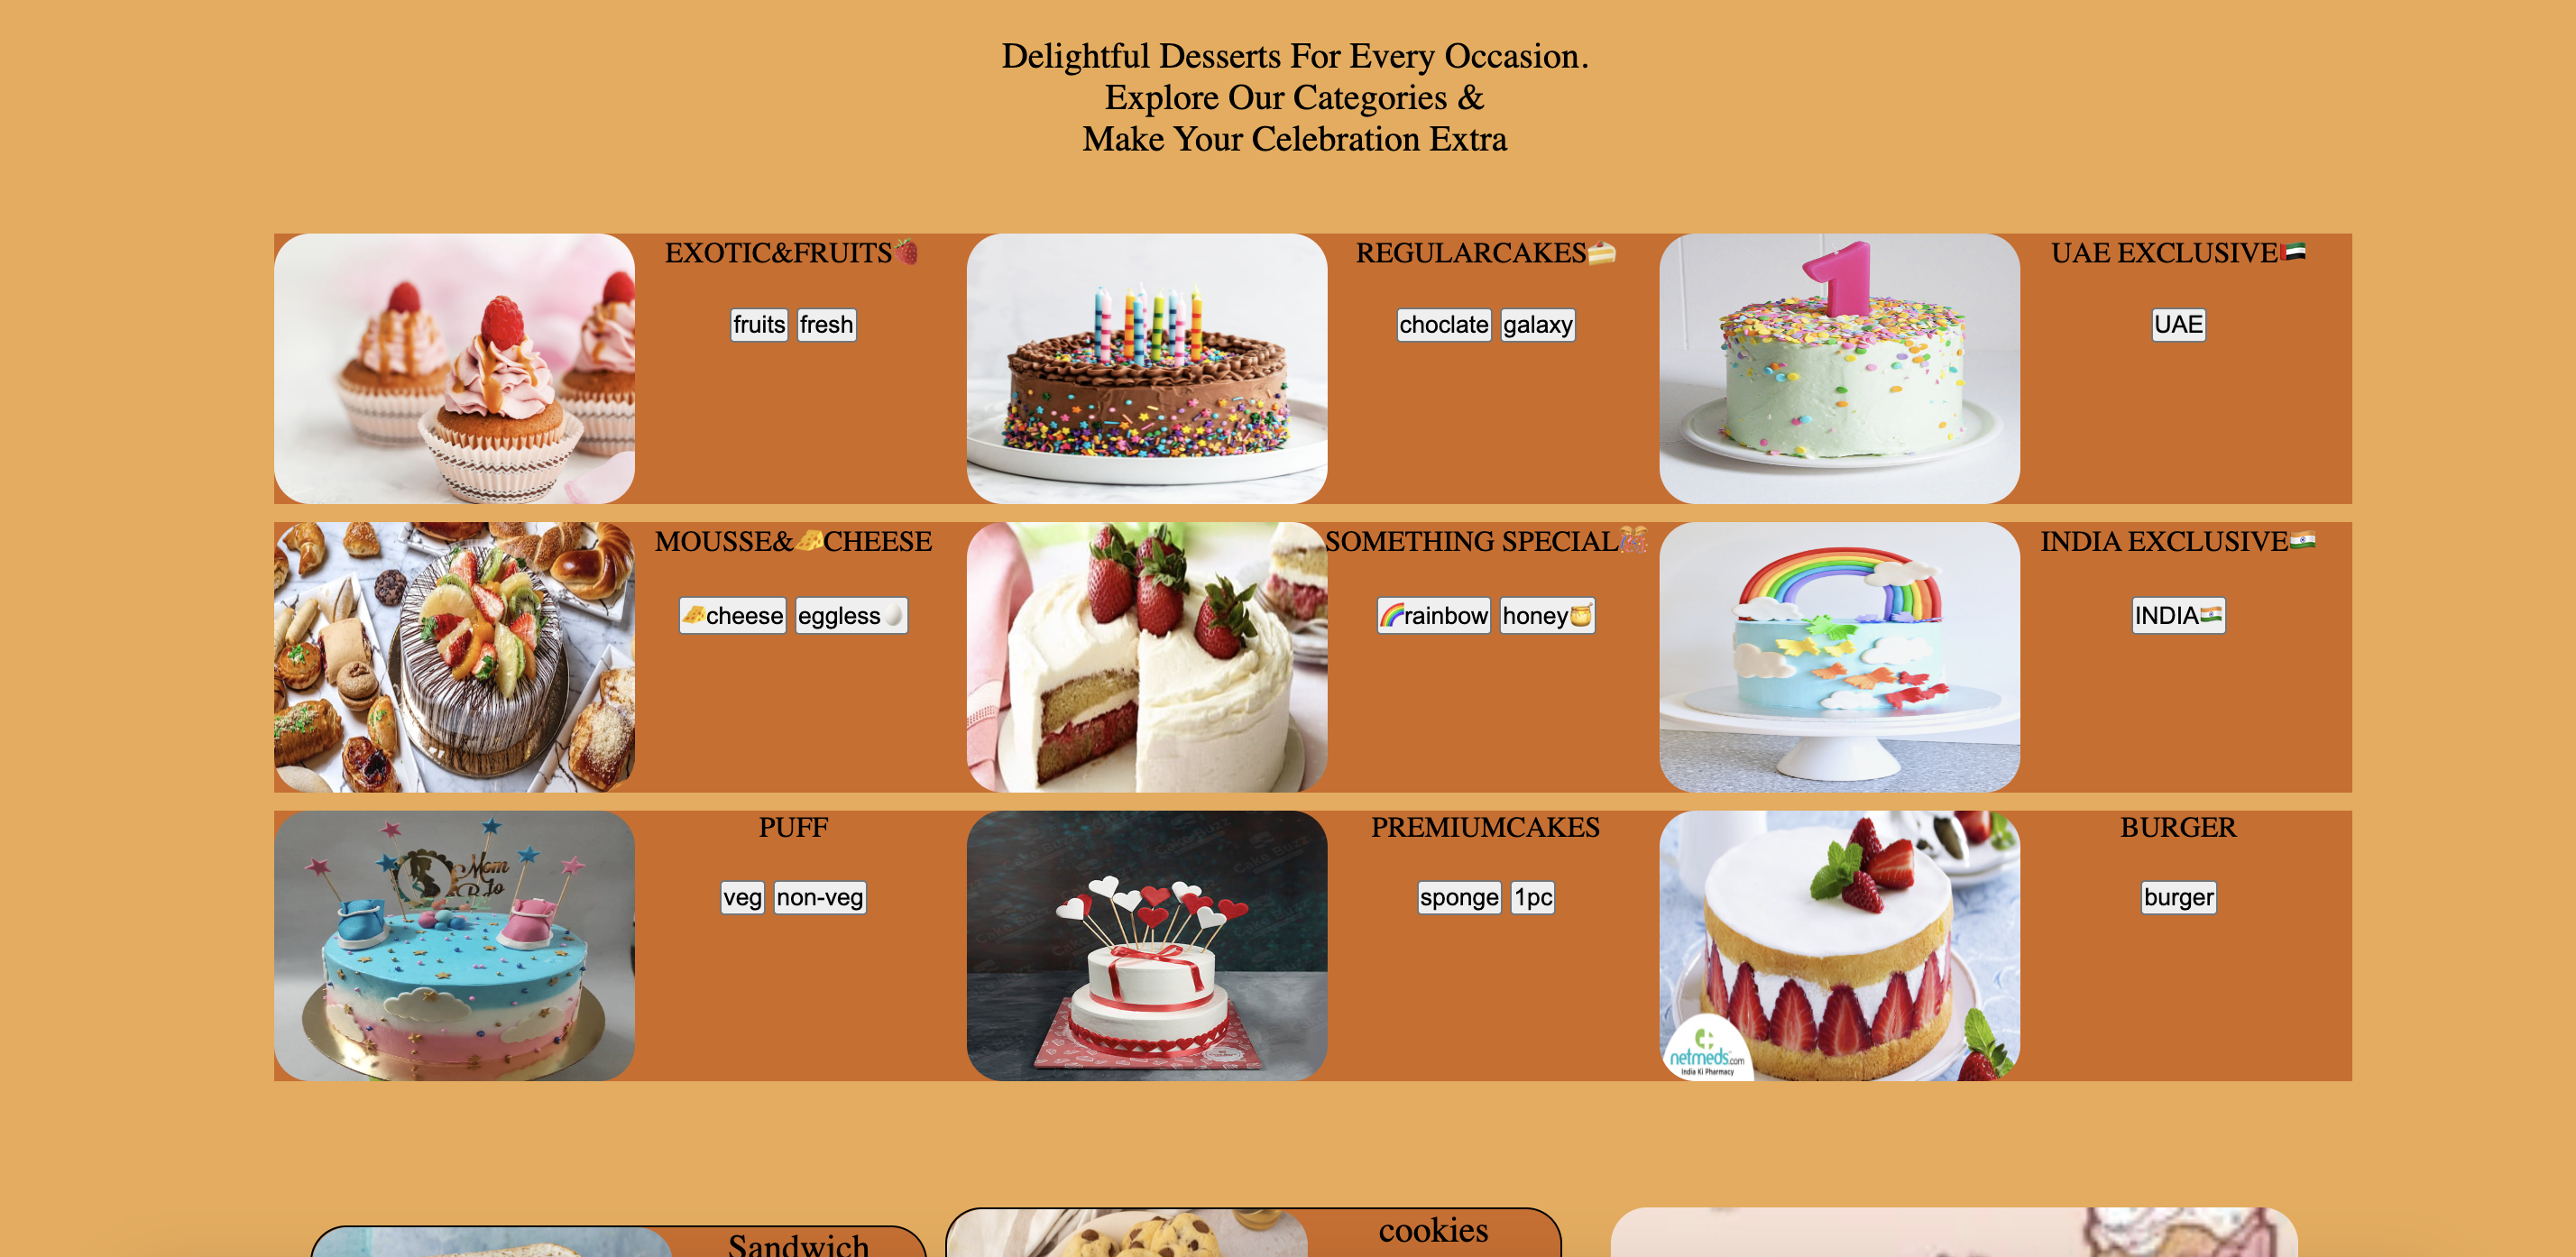 Delightful Desserts For Every Occasion.
Explore Our Categories &
Make Your Celebration Extra
EXOTIC&FRUITS🍓
fruits fresh
REGULARCAKES🍰
choclate galaxy
UAE EXCLUSIVE🇦🇪
UAE
MOUSSE&🧀CHEESE
🧀cheese eggless🥚
SOMETHING SPECIAL🎊
🌈rainbow honey🍯
INDIA EXCLUSIVE🇮🇳
INDIA🇮🇳
Mom
to
PUFF
veg non-veg
PREMIUMCAKES
sponge 1pc
netmeds.com
India Ki Pharmacy
BURGER
burger
Sandwich
cookies